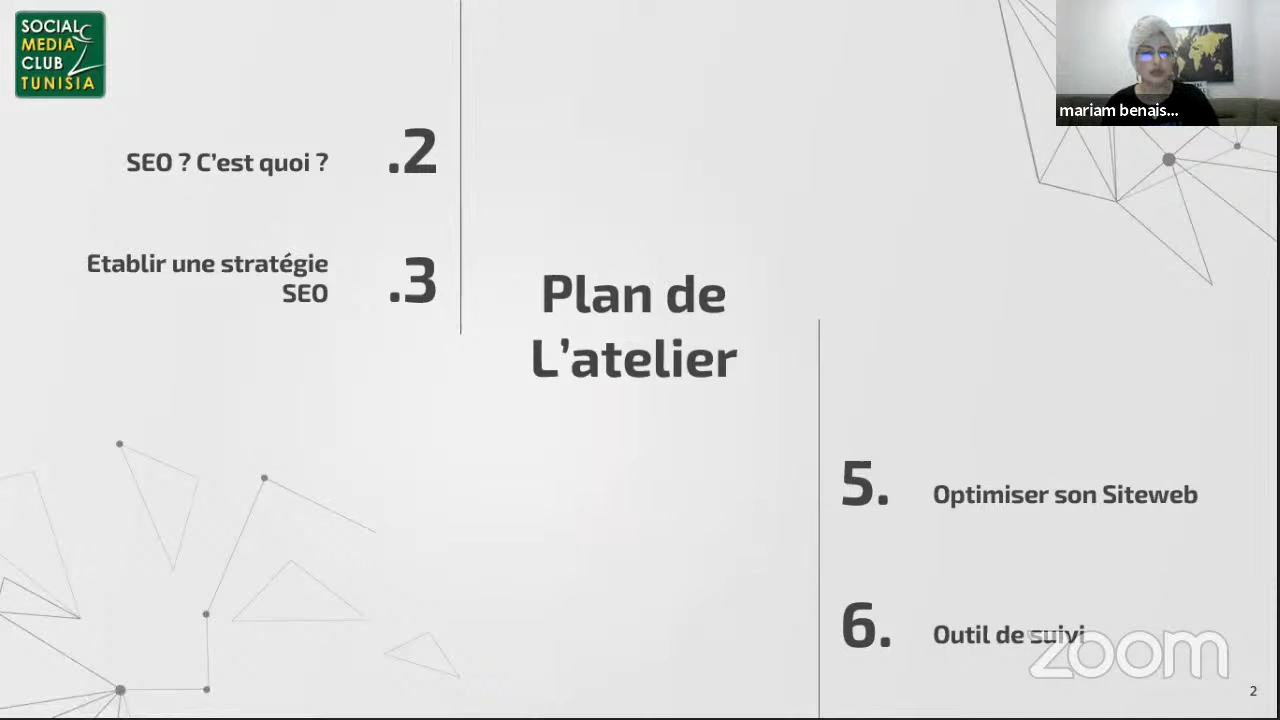 SOCIAL
MEDIA
CLUB
TUNISIA
mariam benais...
SEO ? C’est quoi ?
.2
Etablir une stratégie
SEO
.3
Plan de
L’atelier
5.
Optimiser son Siteweb
6.
Outil de suivi
zoom
2